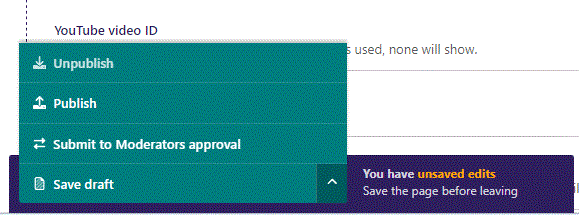 YouTube video ID
s used, none will show.
Unpublish
Publish
Submit to Moderators approval
Save draft
You have unsaved edits
Save the page before leaving